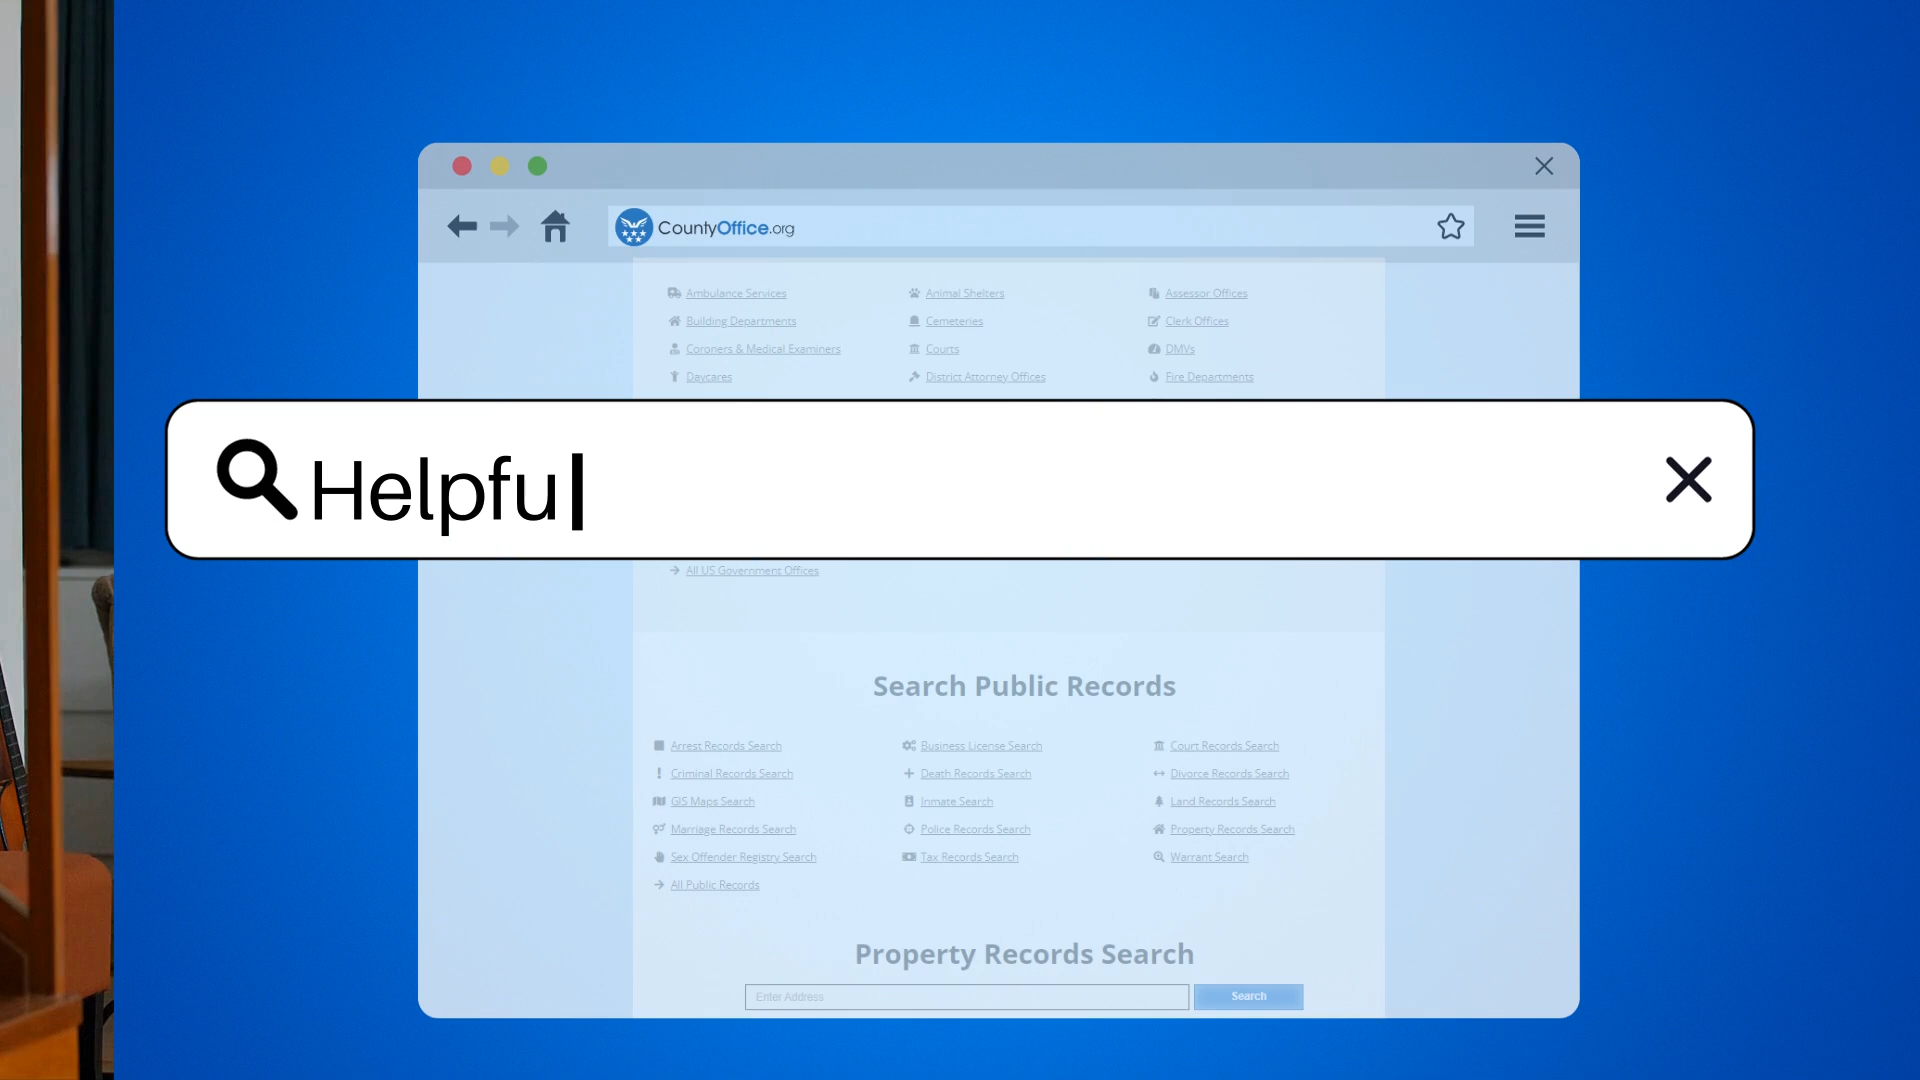 CountyOffice.org
Ambulance Services Animal Shelters Assessor Offices
Building Departments Cemeteries Clerk Offices
Coroners & Medical Examiners Courts DMVs
Daycares District Attorney Offices Fire Departments
Helpfu
All US Government Offices
Search Public Records
Arrest Records Search Business License Search Court Records Search
Criminal Records Search Death Records Search Divorce Records Search
GIS Maps Search Inmate Search Land Records Search
Marriage Records Search Police Records Search Property Records Search
Sex Offender Registry Search Tax Records Search Warrant Search
All Public Records
Property Records Search
Enter Address Search